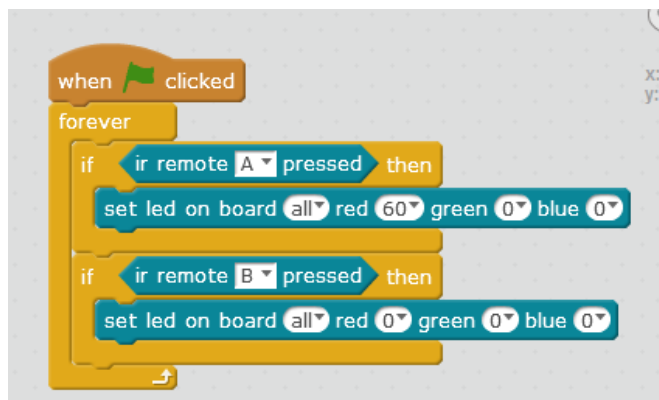 when clicked
forever
if ir remote A pressed then
set led on board all red 60 green 0 blue 0
if ir remote B pressed then
set led on board all red 0 green 0 blue 0
x:
y: